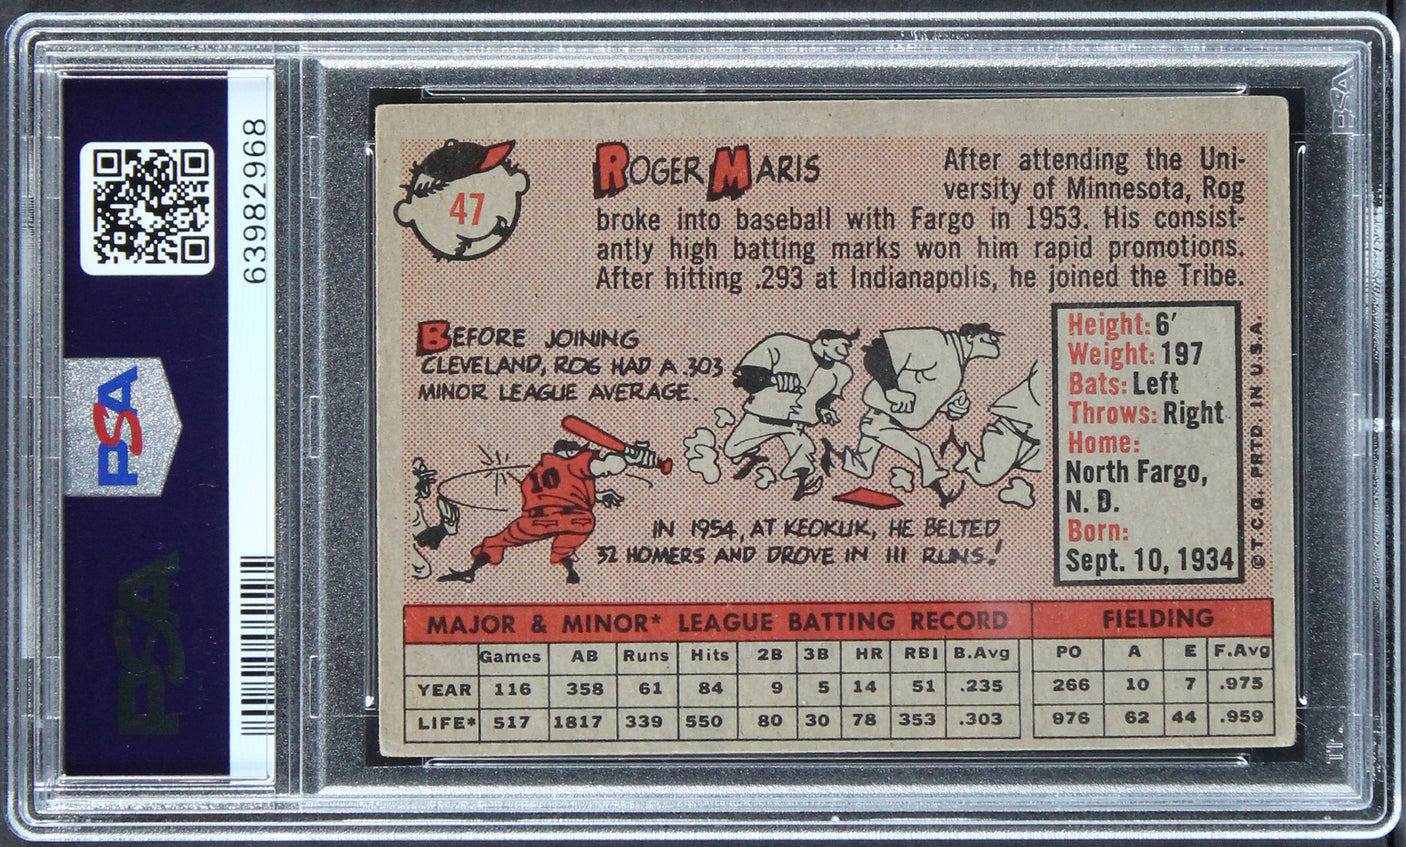 PSA
63982968
PSA
PSA
47
ROGER MARIS
After attending the Uni-
versity of Minnesota, Rog
broke into baseball with Fargo in 1953. His consist-
antly high batting marks won him rapid promotions.
After hitting .293 at Indianapolis, he joined the Tribe.
BEFORE JOINING
CLEVELAND, ROG HAD A .303
MINOR LEAGUE AVERAGE.
10
IN 1954, AT KEOKUK, HE BELTED
32 HOMERS AND DROVE IN 111 RUNS!
Height: 6′
Weight: 197
Bats: Left
Throws: Right
Home:
North Fargo,
N. D.
Born:
Sept. 10, 1934
© T.C.G. PRTD. IN U.S.A.
MAJOR & MINOR* LEAGUE BATTING RECORD FIELDING
Games AB Runs Hits 2B 3B HR RBI B.Avg PO A E F.Avg
YEAR 116 358 61 84 9 5 14 51 .235 266 10 7 .975
LIFE* 517 1817 339 550 80 30 78 353 .303 976 62 44 .959